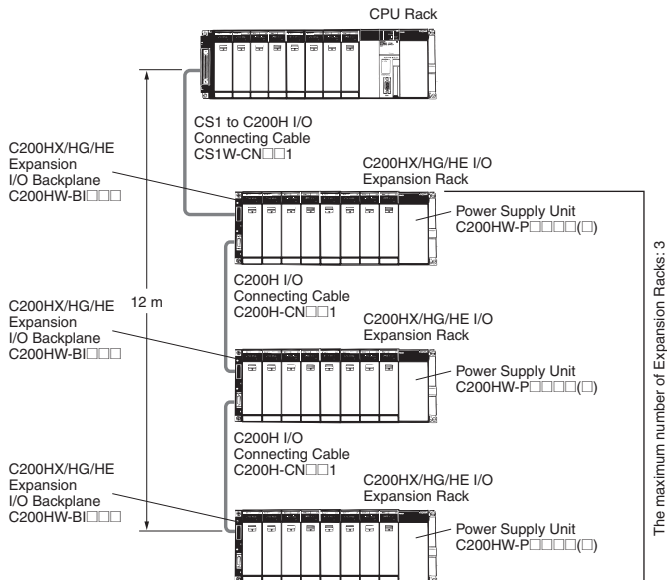 CPU Rack
CS1 to C200H I/O
Connecting Cable
CS1W-CN□□1
C200HX/HG/HE
Expansion
I/O Backplane
C200HW-BI□□□
C200HX/HG/HE I/O
Expansion Rack
Power Supply Unit
C200HW-P□□□□(□)
C200H I/O
Connecting Cable
C200H-CN□□1
12 m
C200HX/HG/HE
Expansion
I/O Backplane
C200HW-BI□□□
C200HX/HG/HE I/O
Expansion Rack
Power Supply Unit
C200HW-P□□□□(□)
C200H I/O
Connecting Cable
C200H-CN□□1
C200HX/HG/HE
Expansion
I/O Backplane
C200HW-BI□□□
C200HX/HG/HE I/O
Expansion Rack
Power Supply Unit
C200HW-P□□□□(□)
The maximum number of Expansion Racks: 3